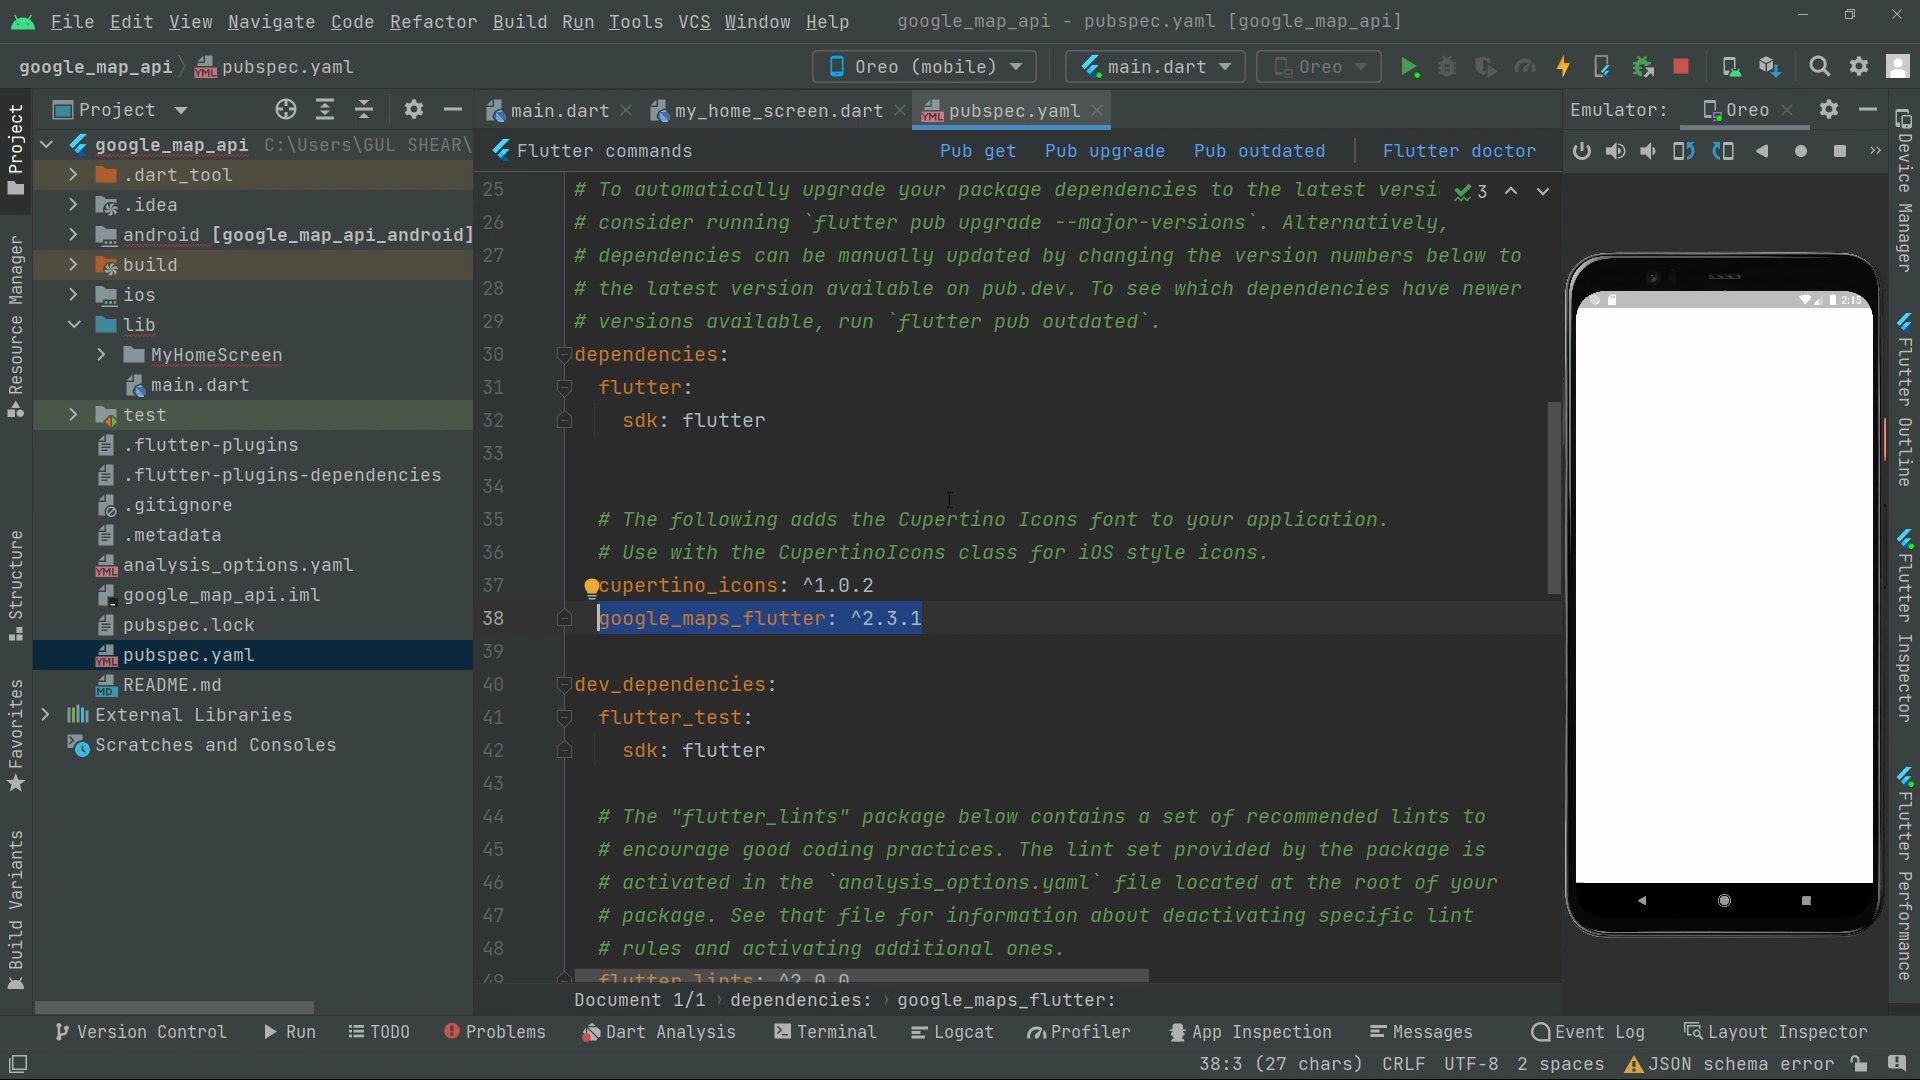 File Edit View Navigate Code Refactor Build Run Tools VCS Window Help google_map_api - pubspec.yaml [google_map_api]
google_map_api pubspec.yaml Oreo (mobile) main.dart Oreo
Project main.dart my_home_screen.dart pubspec.yaml Emulator: Oreo
google_map_api C:\Users\GUL SHEAR\
Flutter commands Pub get Pub upgrade Pub outdated Flutter doctor
.dart_tool
.idea
android [google_map_api_android]
build
ios
lib
MyHomeScreen
main.dart
test
.flutter-plugins
.flutter-plugins-dependencies
.gitignore
.metadata
analysis_options.yaml
google_map_api.iml
pubspec.lock
pubspec.yaml
README.md
External Libraries
Scratches and Consoles
25 # To automatically upgrade your package dependencies to the latest versi 3
26 # consider running `flutter pub upgrade --major-versions`. Alternatively,
27 # dependencies can be manually updated by changing the version numbers below to
28 # the latest version available on pub.dev. To see which dependencies have newer
29 # versions available, run `flutter pub outdated`.
30 dependencies:
31 flutter:
32 sdk: flutter
33
34
35 # The following adds the Cupertino Icons font to your application.
36 # Use with the CupertinoIcons class for iOS style icons.
37 cupertino_icons: ^1.0.2
38 google_maps_flutter: ^2.3.1
39
40 dev_dependencies:
41 flutter_test:
42 sdk: flutter
43
44 # The "flutter_lints" package below contains a set of recommended lints to
45 # encourage good coding practices. The lint set provided by the package is
46 # activated in the `analysis_options.yaml` file located at the root of your
47 # package. See that file for information about deactivating specific lint
48 # rules and activating additional ones.
49 flutter_lints: ^2.0.0
Document 1/1 dependencies: google_maps_flutter:
2:15
Project
Resource Manager
Structure
Favorites
Build Variants
Device Manager
Flutter Outline
Flutter Inspector
Flutter Performance
Version Control Run TODO Problems Dart Analysis Terminal Logcat Profiler App Inspection Messages Event Log Layout Inspector
38:3 (27 chars) CRLF UTF-8 2 spaces JSON schema error